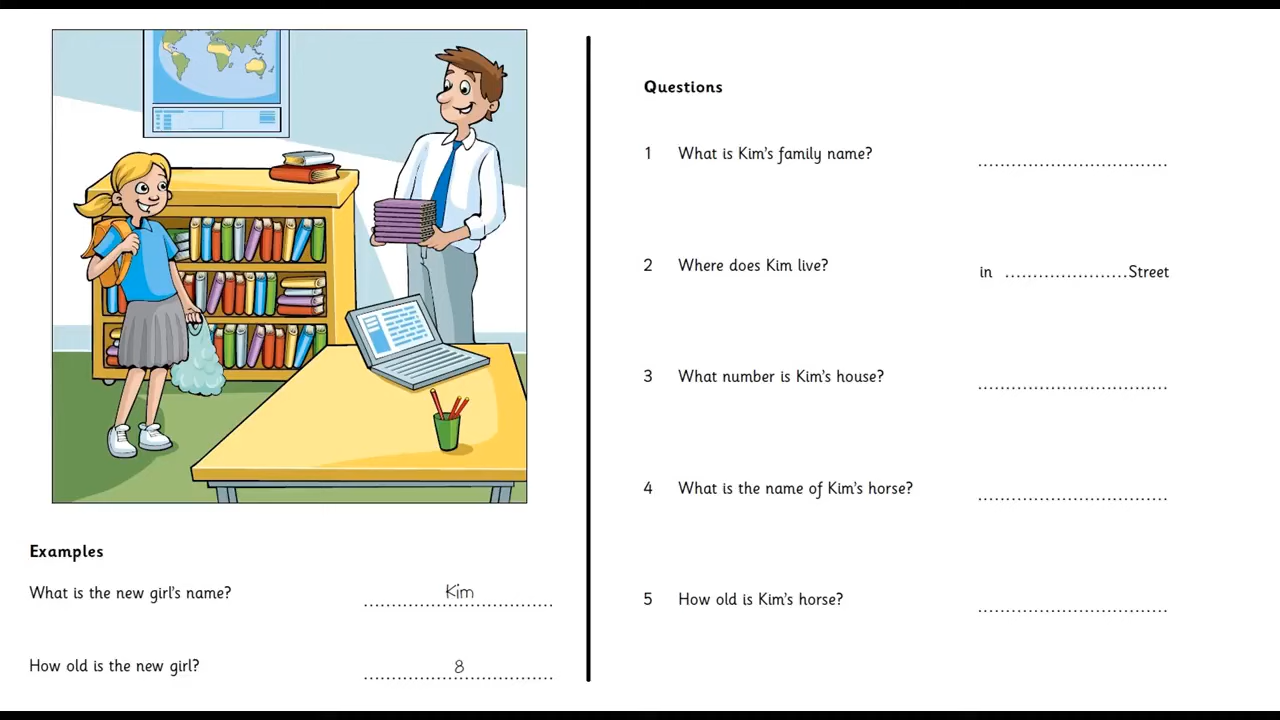 Examples
What is the new girl's name? Kim
How old is the new girl? 8
Questions
1 What is Kim's family name? ..................................
2 Where does Kim live? in ......................Street
3 What number is Kim's house? ..................................
4 What is the name of Kim's horse? ..................................
5 How old is Kim's horse? ..................................